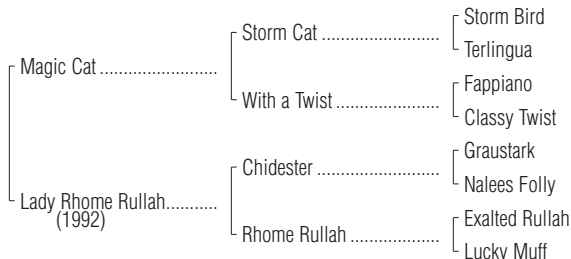 Storm Bird
Storm Cat ........................
Terlingua
Magic Cat .........................
Fappiano
With a Twist .....................
Classy Twist
Graustark
Chidester .........................
Nalees Folly
Lady Rhome Rullah...........
(1992)
Exalted Rullah
Rhome Rullah ..................
Lucky Muff